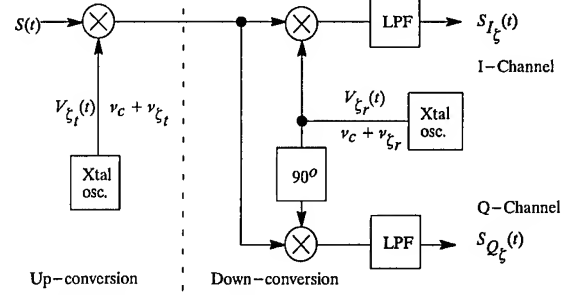 S(t)
LPF
S_{I_ζ}(t)
I-Channel
V_{ζ_t}(t)
ν_c + ν_{ζ_t}
V_{ζ_r}(t)
ν_c + ν_{ζ_r}
Xtal
osc.
Xtal
osc.
90^o
Q-Channel
LPF
S_{Q_ζ}(t)
Up-conversion
Down-conversion